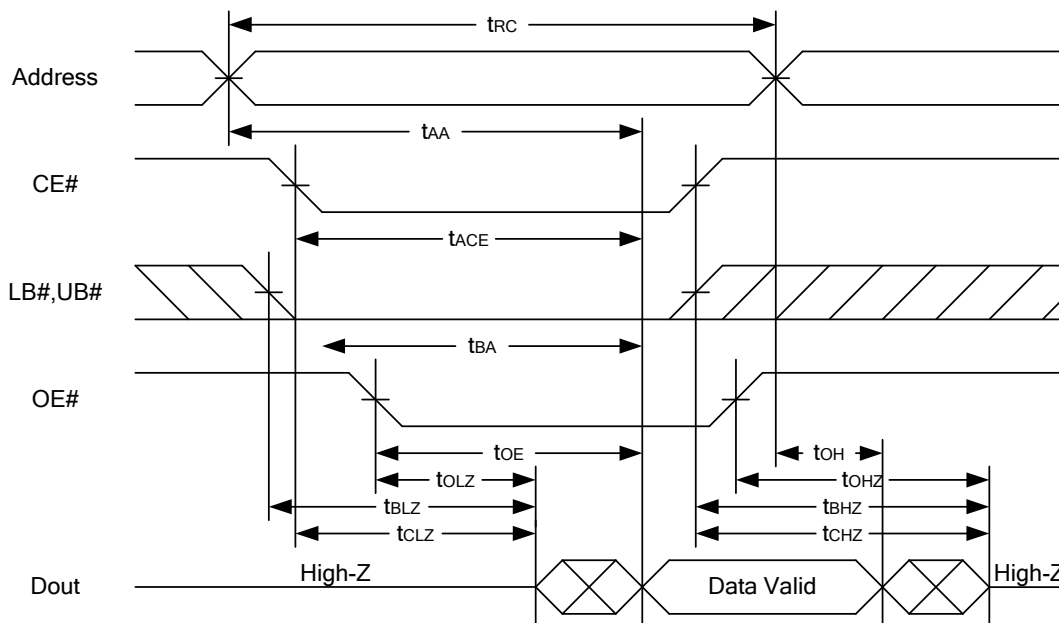 tRC
Address
tAA
CE#
tACE
LB#,UB#
tBA
OE#
tOE
tOH
tOLZ
tOHZ
tBLZ
tBHZ
tCLZ
tCHZ
Dout
High-Z
Data Valid
High-Z